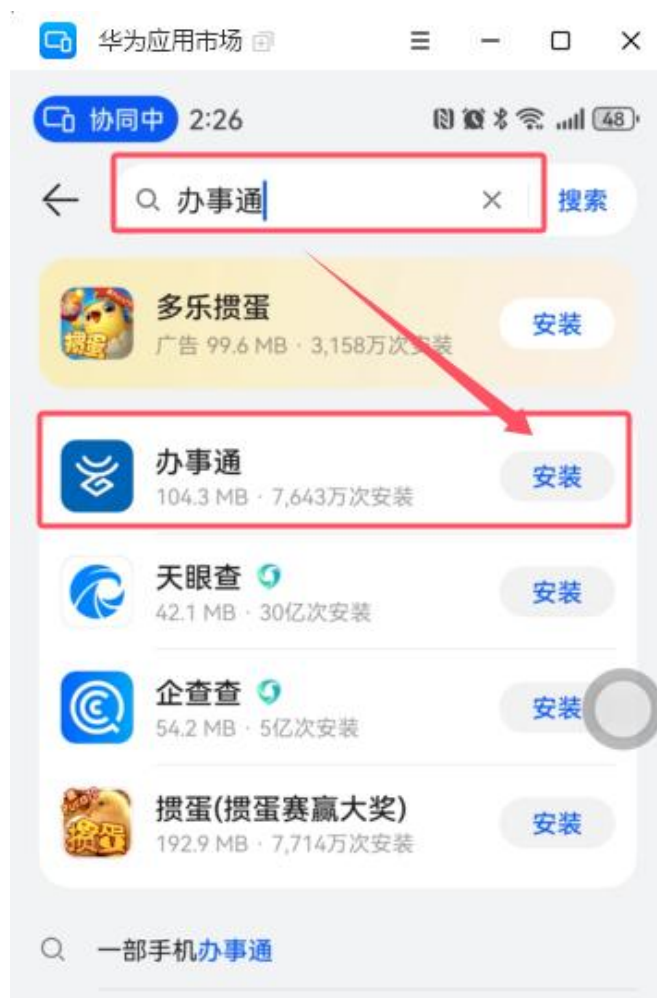 华为应用市场
协同中 2:26 48
办事通 搜索
多乐掼蛋
广告 99.6 MB · 3,158万次安装
安装
办事通
104.3 MB · 7,643万次安装
安装
天眼查
42.1 MB · 30亿次安装
安装
企查查
54.2 MB · 5亿次安装
安装
掼蛋(掼蛋赛赢大奖)
192.9 MB · 7,714万次安装
安装
一部手机办事通
掼蛋
掼蛋